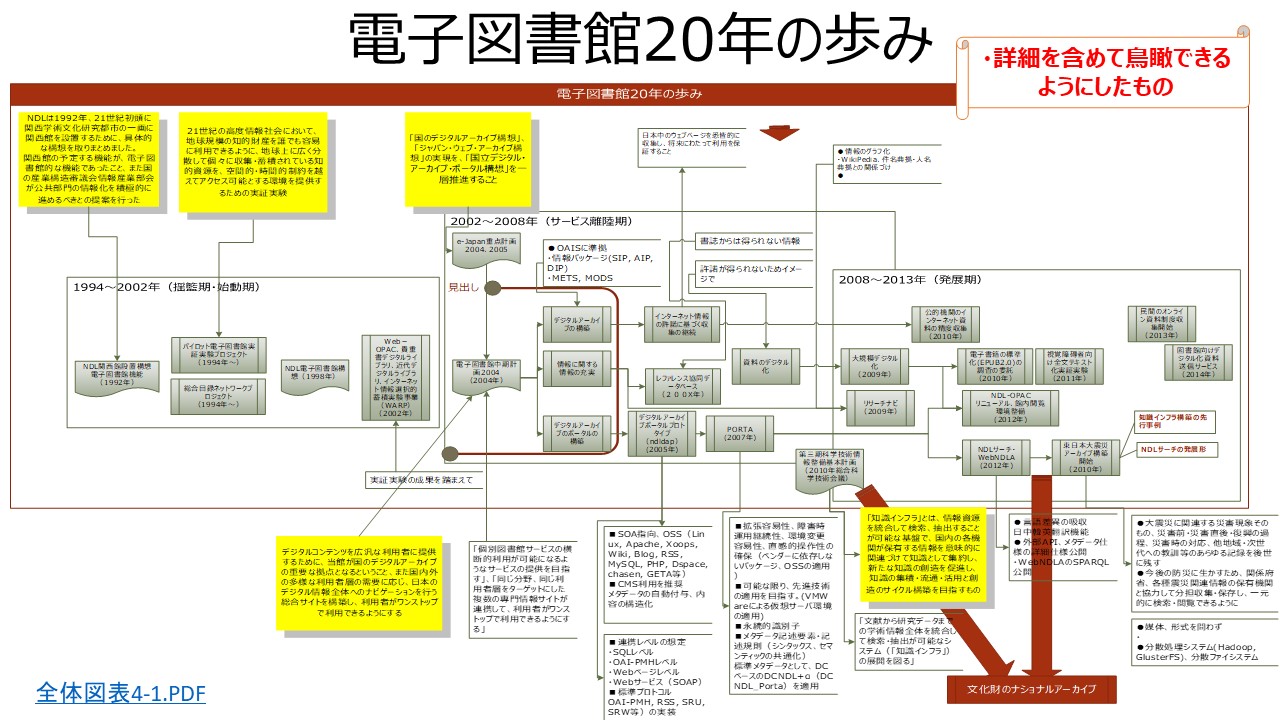 電子図書館20年の歩み
・詳細を含めて鳥瞰できる
ようにしたもの
電子図書館20年の歩み
NDLは1992年、21世紀初頭に
関西学術文化研究都市の一画に
関西館を設置するために、具体的
な構想を取りまとめました。
関西館の予定する機能が、電子図
書館的な機能であったこと、また国
の産業構造審議会情報産業部会
が公共部門の情報化を積極的に
進めるべきとの提案を行った
21世紀の高度情報社会において、
地球規模の知的財産を誰でも容易
に利用できるように、地球上に広く分
散して個々に収集・蓄積されている知
的資源を、空間的・時間的制約を越
えてアクセス可能とする環境を提供す
るための実証実験
「国のデジタルアーカイブ構想」、
「ジャパン・ウェブ・アーカイブ構
想」の実現を、「国立デジタル・
アーカイブ・ポータル構想」を一
層推進すること
日本中のウェブページを悉皆的に
収集し、将来にわたって利用を保
証すること
● 情報のグラフ化
・WikiPedia、件名典拠・人名
典拠との関係づけ
●
2002～2008年（サービス離陸期）
e-Japan重点計画
2004、2005
● OAISに準拠
・情報パッケージ(SIP, AIP,
DIP)
・METS, MODS
書誌からは得られない情報
許諾が得られないためイメー
ジで
見出し
1994～2002年（揺籃期・始動期）
2008～2013年（発展期）
NDL関西館設置構想
電子図書館機能
（1992年）
パイロット電子図書館実
証実験プロジェクト
（1994年～）
総合目録ネットワークプ
ロジェクト
（1994年～）
NDL電子図書館構
想（1998年）
Web－
OPAC、貴重
書デジタルライ
ブラリ、近代デ
ジタルライブラ
リ、インターネッ
ト情報選択的
蓄積実験事業
（WARP）
（2002年）
電子図書館中期計
画2004
（2004年）
デジタルアーカイ
ブの構築
情報に関する
情報の充実
デジタルアーカイ
ブのポータルの
構築
インターネット情報
の許諾に基づく収
集の継続
レファレンス協同デ
ータベース
（２００X年）
デジタルアーカイ
ブポータルプロト
タイプ
（ndldap）
（2005年）
PORTA
（2007年）
資料のデジタル
化
大規模デジタル化
（2009年）
リサーチナビ
（2009年）
公的機関のイ
ンターネット資
料の精度収集
（2010年）
電子書籍の標準
化(EPUB2.0)の
調査の委託
（2010年）
視覚障碍者向
け全文テキスト
化実証実験
（2011年）
NDL-OPAC
リニューアル、館内閲覧
環境整備
（2012年）
NDLサーチ・
WebNDLA
（2012年）
東日本大震災
アーカイブ構築
開始
（2010年）
民間のオンライ
ン資料制度収
集開始
（2013年）
図書館向けデ
ジタル化資料
送信サービス
（2014年）
知識インフラ構築の先
行事例
NDLサーチの発展形
第三期科学技術情
報整備基本計画
（2010年総合科
学技術会議）
実証実験の成果を踏まえて
デジタルコンテンツを広汎な利用者に提供
するために、当館が国のデジタルアーカイブ
の重要な拠点となるということ、また国内外
の多様な利用者層の需要に応じ、日本の
デジタル情報全体へのナビゲーションを行う
総合サイトを構築し、利用者がワンストップ
で利用できるようにする
「個別図書館サービスの横
断的利用が可能になるよ
うなサービスの提供を目指
す」、「同じ分野、同じ利
用者層をターゲットにした
複数の専門情報サイトが
連携して、利用者がワンス
トップで利用できるようにす
る」
■ SOA指向、OSS（Lin
ux, Apache, Xoops,
Wiki, Blog, RSS,
MySQL, PHP, Dspace,
chasen, GETA等）
■ CMS利用を推奨
メタデータの自動付与、内
容の構造化
■ 連携レベルの想定
・SQLレベル
・OAI-PMHレベル
・Webページレベル
・Webサービス（SOAP）
■ 標準プロトコル
OAI-PMH, RSS, SRU,
SRW等）の実装
■ 拡張容易性、障害時
運用継続性、環境変更
容易性、直感的操作性の
確保（ベンダーに依存しな
いパッケージ、OSSの適用
）
■ 可能な限り、先進技術
の適用を目指す。(VMW
areによる仮想サーバ環境
の適用)
■ 永続的識別子
■ メタデータ記述要素・記
述規則（シンタックス、セマ
ンティックの共通化）
標準メタデータとして、DC
ベースのDCNDL+α（DC
NDL_Porta）を適用
「知識インフラ」とは、情報資源
を統合して検索、抽出すること
が可能な基盤で、国内の各機
関が保有する情報を意味的に
関連づけて知識として集約し、
新たな知識の創造を促進し、
知識の集積・流通・活用と創
造のサイクル構築を目指すもの
「文献から研究データまで
の学術情報全体を統合し
て検索・抽出が可能なシ
ステム（「知識インフラ」）
の展開を図る」
● 言語差異の吸収
日中韓英翻訳機能
● 外部API、メタデータ仕
様の詳細仕様公開
・WebNDLAのSPARQL
公開
● 大震災に関連する災害現象その
もの、災害前・災害直後・復興の過
程、災害時の対応、他地域・次世
代への教訓等のあらゆる記録を後世
に残す
● 今後の防災に生かすため、関係府
省、各種震災関連情報の保有機関
と協力して分担収集・保存し、一元
的に検索・閲覧できるように
● 媒体、形式を問わず
・
● 分散処理システム(Hadoop,
GlusterFS)、分散ファイシステム
文化財のナショナルアーカイブ
全体図表4-1.PDF